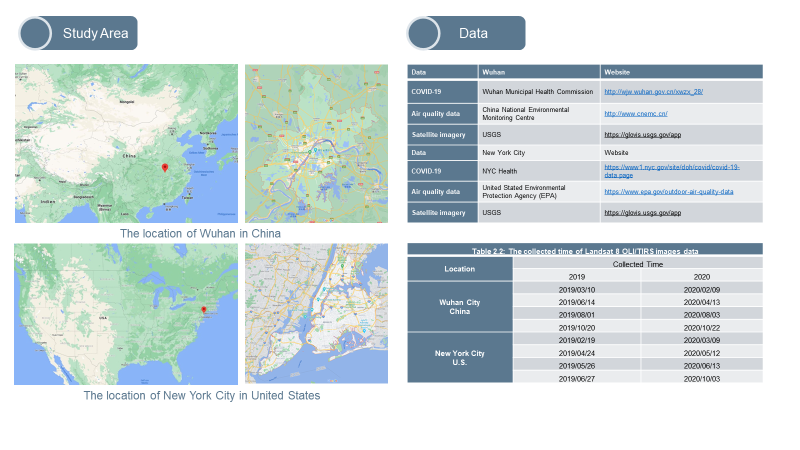 Study Area
Data
China
Mongolia
The location of Wuhan in China
USA
The location of New York City in United States
Data Wuhan Website
COVID-19 Wuhan Municipal Health Commission http://wjw.wuhan.gov.cn/xwzx_28/
Air quality data China National Environmental
Monitoring Centre http://www.cnemc.cn/
Satellite imagery USGS https://glovis.usgs.gov/app
Data New York City Website
COVID-19 NYC Health https://www1.nyc.gov/site/doh/covid/covid-19-
data.page
Air quality data United Stated Environmental
Protection Agency (EPA) https://www.epa.gov/outdoor-air-quality-data
Satellite imagery USGS https://glovis.usgs.gov/app
Table 2.2: The collected time of Landsat 8 OLI/TIRS images data
Location Collected Time
2019 2020
Wuhan City
China
2019/03/10 2020/02/09
2019/06/14 2020/04/13
2019/08/01 2020/08/03
2019/10/20 2020/10/22
New York City
U.S.
2019/02/19 2020/03/09
2019/04/24 2020/05/12
2019/05/26 2020/06/13
2019/06/27 2020/10/03